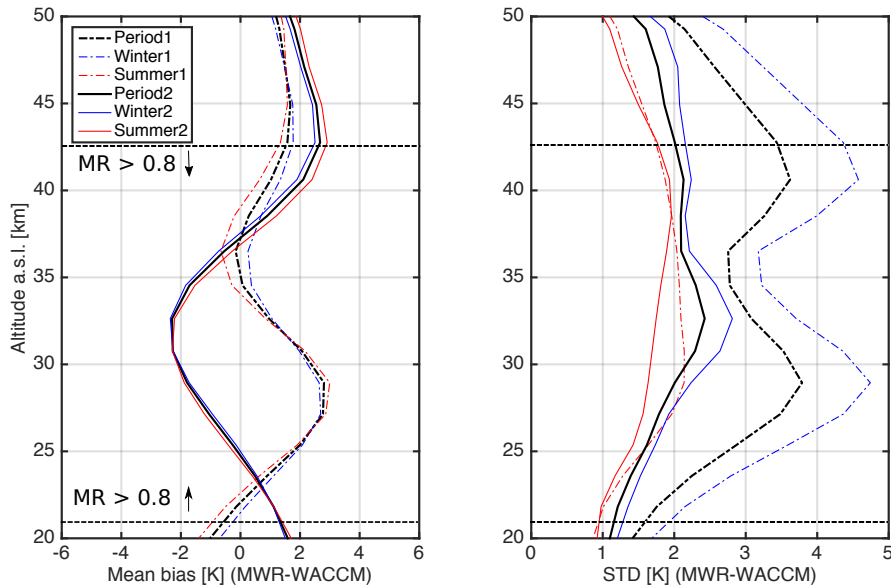 50
45
40
35
30
25
20
Altitude a.s.l. [km]
Period1
Winter1
Summer1
Period2
Winter2
Summer2
MR > 0.8
MR > 0.8
-6 -4 -2 0 2 4 6
Mean bias [K] (MWR-WACCM)
50
45
40
35
30
25
20
0 1 2 3 4 5
STD [K] (MWR-WACCM)